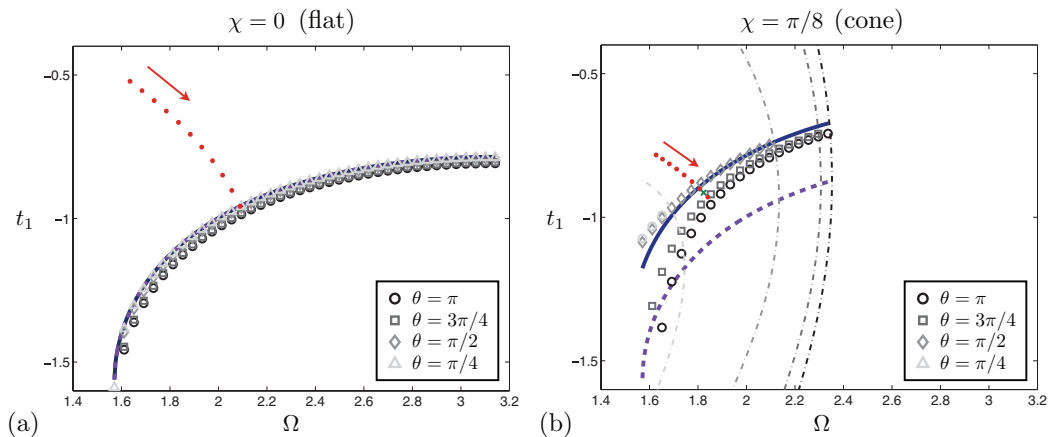 χ = 0 (flat)
−0.5
−1
−1.5
t₁
1.4 1.6 1.8 2 2.2 2.4 2.6 2.8 3 3.2
Ω
θ = π
θ = 3π/4
θ = π/2
θ = π/4
(a)
χ = π/8 (cone)
−0.5
−1
−1.5
t₁
1.4 1.6 1.8 2 2.2 2.4 2.6 2.8 3 3.2
Ω
θ = π
θ = 3π/4
θ = π/2
θ = π/4
(b)